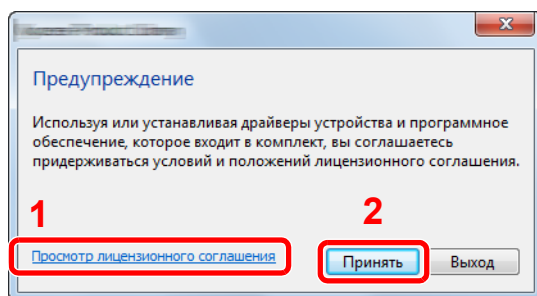 Предупреждение
Используя или устанавливая драйверы устройства и программное
обеспечение, которое входит в комплект, вы соглашаетесь
придерживаться условий и положений лицензионного соглашения.
1
2
Просмотр лицензионного соглашения
Принять
Выход